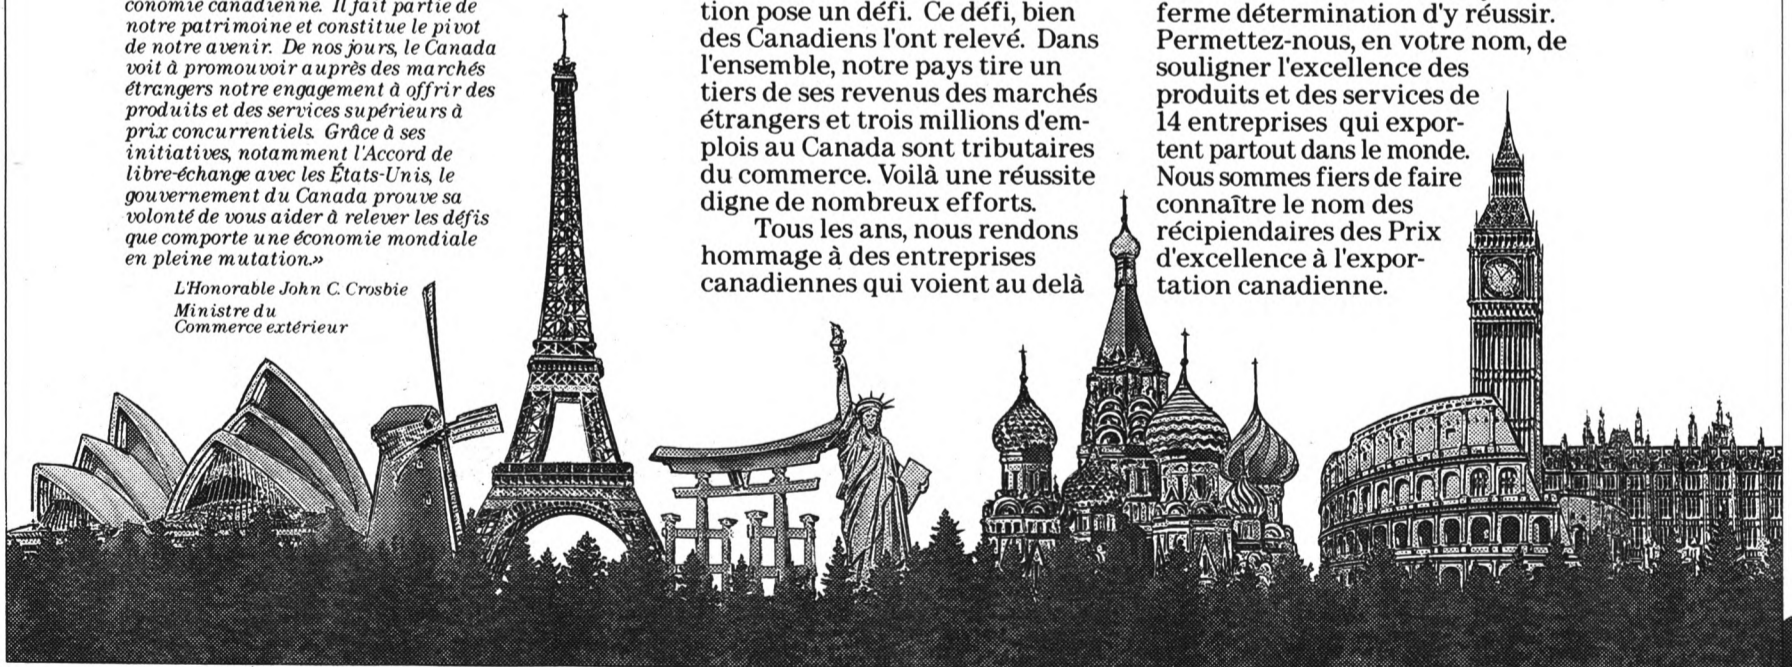 conomie canadienne. Il fait partie de
notre patrimoine et constitue le pivot
de notre avenir. De nos jours, le Canada
voit à promouvoir auprès des marchés
étrangers notre engagement à offrir des
produits et des services supérieurs à
prix concurrentiels. Grâce à ses
initiatives, notamment l'Accord de
libre-échange avec les États-Unis, le
gouvernement du Canada prouve sa
volonté de vous aider à relever les défis
que comporte une économie mondiale
en pleine mutation.»
L'Honorable John C. Crosbie
Ministre du
Commerce extérieur
tion pose un défi. Ce défi, bien
des Canadiens l'ont relevé. Dans
l'ensemble, notre pays tire un
tiers de ses revenus des marchés
étrangers et trois millions d'em-
plois au Canada sont tributaires
du commerce. Voilà une réussite
digne de nombreux efforts.
Tous les ans, nous rendons
hommage à des entreprises
canadiennes qui voient au delà
ferme détermination d'y réussir.
Permettez-nous, en votre nom, de
souligner l'excellence des
produits et des services de
14 entreprises qui expor-
tent partout dans le monde.
Nous sommes fiers de faire
connaître le nom des
récipiendaires des Prix
d'excellence à l'expor-
tation canadienne.